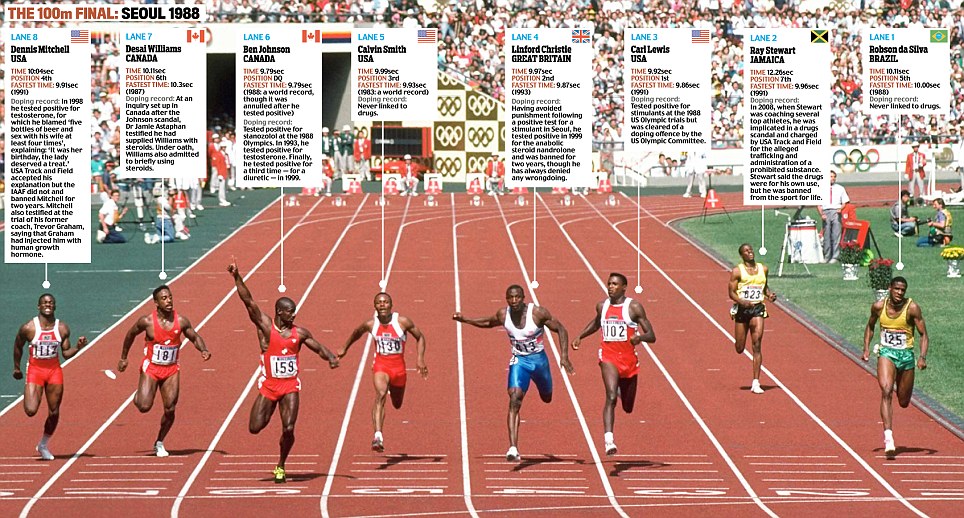 THE 100m FINAL: SEOUL 1988
LANE 8
Dennis Mitchell
USA
TIME 10:04sec
POSITION 4th
FASTEST TIME: 9.91sec
(1991)
Doping record: in 1998
he tested positive for
testosterone, for
which he blamed 'five
bottles of beer and
sex with his wife at
least four times',
explaining: 'It was her
birthday, the lady
deserved a treat.'
USA Track and Field
accepted his
explanation but the
IAAF did not and
banned Mitchell for
two years. Mitchell
also testified at the
trial of his former
coach, Trevor Graham,
saying that Graham
had injected him with
human growth
hormone.
LANE 7
Desai Williams
CANADA
TIME 10.11sec
POSITION 6th
FASTEST TIME: 10.3sec
(1987)
Doping record: At an
inquiry set up in
Canada after the
Johnson scandal,
Dr Jamie Astaphan
testified he had
supplied Williams with
steroids. Under oath,
Williams also admitted
to briefly using
steroids.
LANE 6
Ben Johnson
CANADA
TIME 9.79sec
POSITION DQ
FASTEST TIME: 9.79sec
(1988: a world record,
though it was
annulled after he
tested positive)
Doping record:
Tested positive for
stanozolol at the 1988
Olympics. In 1993, he
tested positive for
testosterone. Finally,
he tested positive for
a third time – for a
diuretic – in 1999.
LANE 5
Calvin Smith
USA
TIME 9.99sec
POSITION 3rd
FASTEST TIME: 9.93sec
(1983: a world record)
Doping record:
Never linked to
drugs.
LANE 4
Linford Christie
GREAT BRITAIN
TIME 9.97sec
POSITION 2nd
FASTEST TIME: 9.87sec
(1993)
Having avoided
punishment following
a positive test for a
stimulant in Seoul, he
tested positive in 1999
for the anabolic
steroid nandrolone
and was banned for
two years, though he
has always denied
any wrongdoing.
LANE 3
Carl Lewis
USA
TIME 9.92sec
POSITION 1st
FASTEST TIME: 9.86sec
(1991)
Doping record:
Tested positive for
stimulants at the 1988
US Olympic trials but
was cleared of a
doping offence by the
US Olympic Committee.
LANE 2
Ray Stewart
JAMAICA
TIME 12.26sec
POSITION 7th
FASTEST TIME: 9.96sec
(1991)
Doping record:
In 2008, when Stewart
was coaching several
top athletes, he was
implicated in a drugs
scandal and charged
by USA Track and Field
for the alleged
trafficking and
administration of a
prohibited substance.
Stewart said the drugs
were for his own use,
but he was banned
from the sport for life.
LANE 1
Robson da Silva
BRAZIL
TIME 10.11sec
POSITION 5th
FASTEST TIME: 10.00sec
(1988)
Doping record:
Never linked to drugs.
1112
181
159
1130
413
1102
823
125